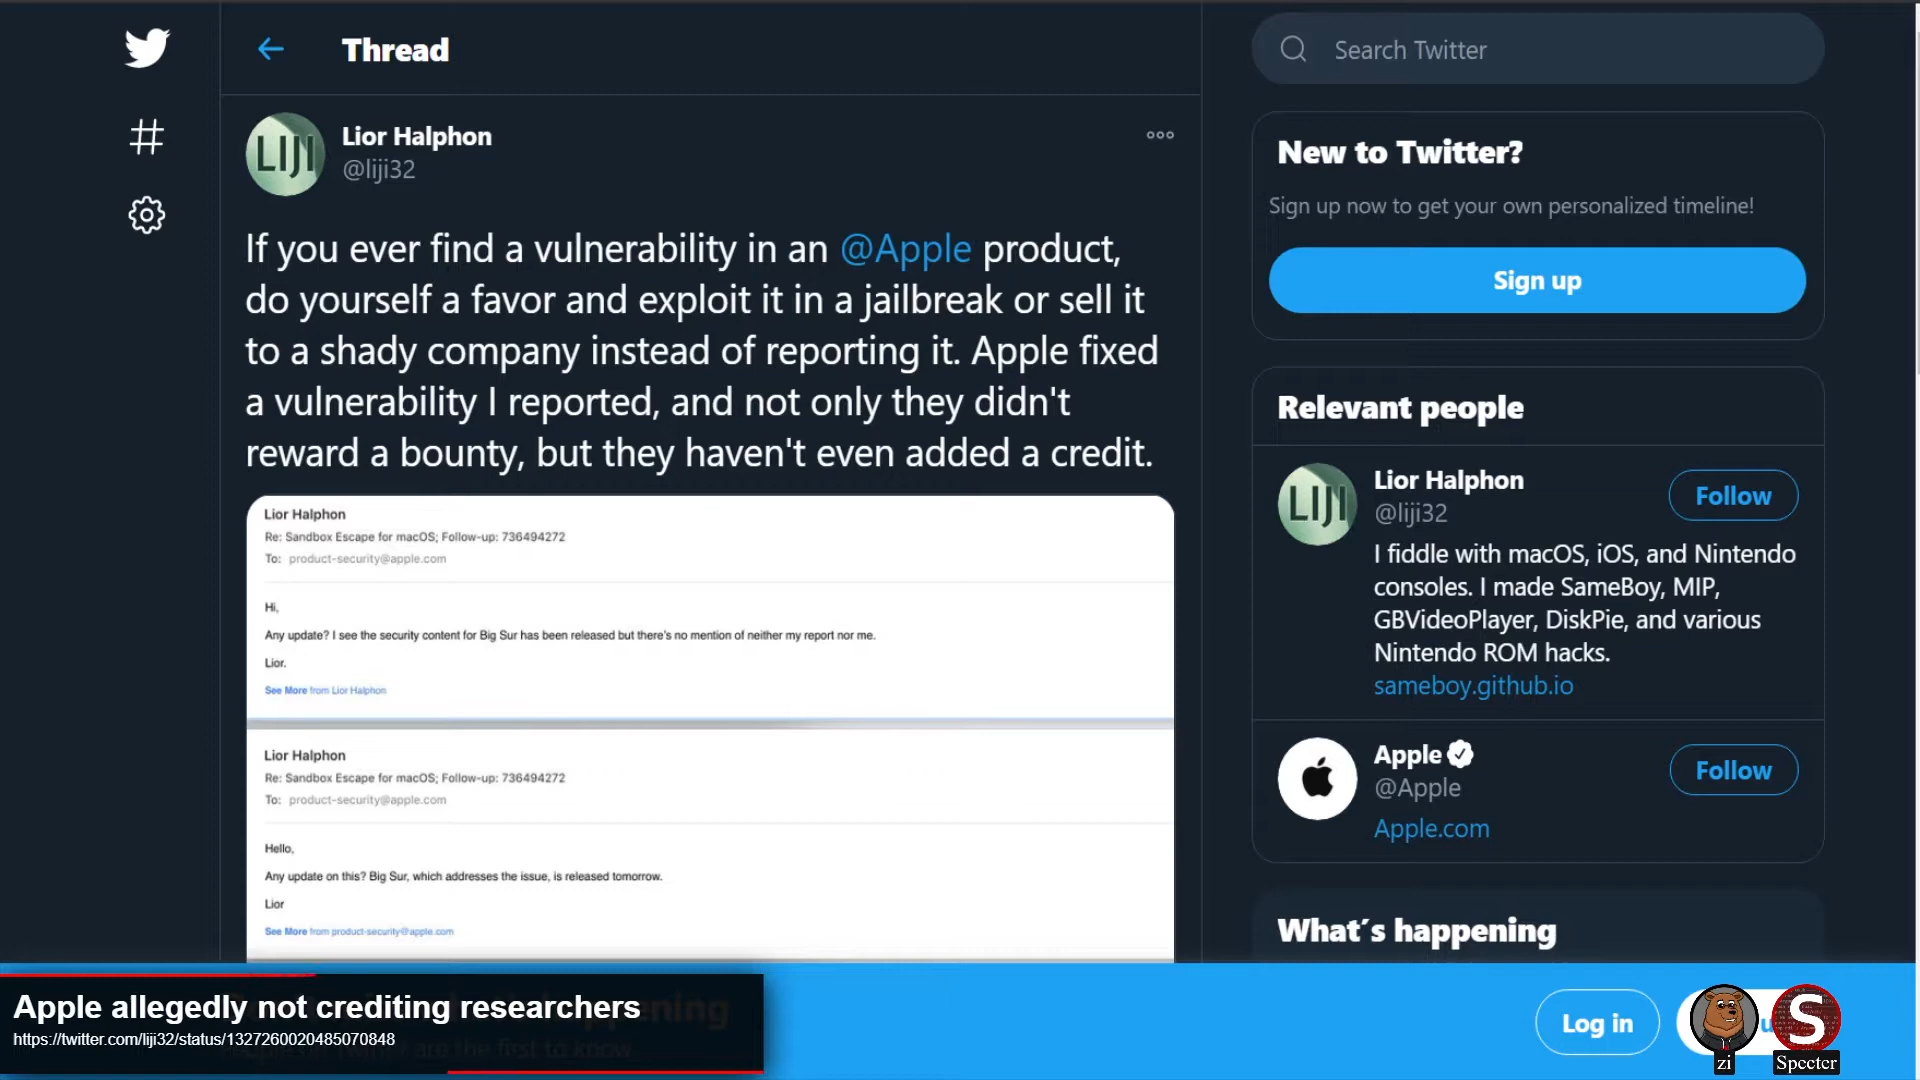 Thread
Search Twitter
LIJI
Lior Halphon
@liji32
If you ever find a vulnerability in an @Apple product,
do yourself a favor and exploit it in a jailbreak or sell it
to a shady company instead of reporting it. Apple fixed
a vulnerability I reported, and not only they didn't
reward a bounty, but they haven't even added a credit.
Lior Halphon
Re: Sandbox Escape for macOS; Follow-up: 736494272
To: product-security@apple.com
Hi,
Any update? I see the security content for Big Sur has been released but there's no mention of neither my report nor me.
Lior.
See More from Lior Halphon
Lior Halphon
Re: Sandbox Escape for macOS; Follow-up: 736494272
To: product-security@apple.com
Hello,
Any update on this? Big Sur, which addresses the issue, is released tomorrow.
Lior
See More from product-security@apple.com
New to Twitter?
Sign up now to get your own personalized timeline!
Sign up
Relevant people
LIJI
Lior Halphon
@liji32
Follow
I fiddle with macOS, iOS, and Nintendo
consoles. I made SameBoy, MIP,
GBVideoPlayer, DiskPie, and various
Nintendo ROM hacks.
sameboy.github.io
Apple
@Apple
Follow
Apple.com
What's happening
Apple allegedly not crediting researchers
https://twitter.com/liji32/status/1327260020485070848
Log in
zi
S
Specter